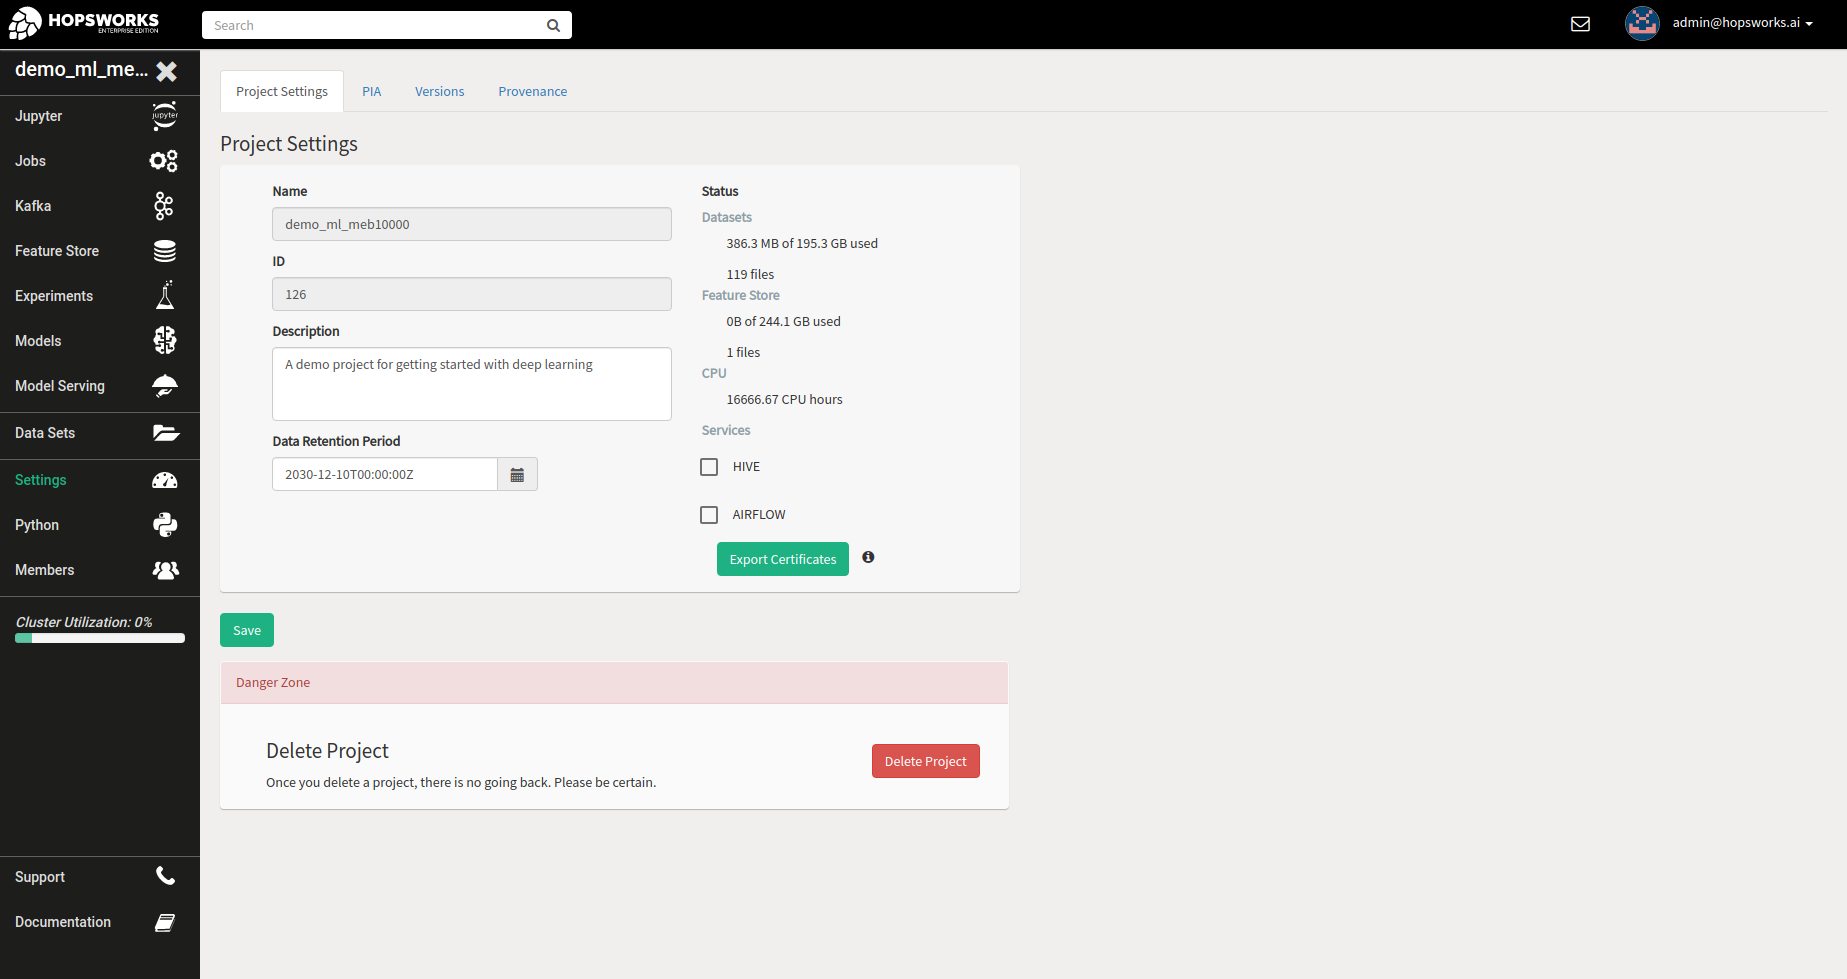 HOPSWORKS
ENTERPRISE EDITION
Search
admin@hopsworks.ai
demo_ml_me...
Jupyter
jupyter
Jobs
Kafka
Feature Store
Experiments
Models
Model Serving
Data Sets
Settings
Python
Members
Cluster Utilization: 0%
Support
Documentation
Project Settings
PIA
Versions
Provenance
Project Settings
Name
demo_ml_meb10000
ID
126
Description
A demo project for getting started with deep learning
Data Retention Period
2030-12-10T00:00:00Z
Status
Datasets
386.3 MB of 195.3 GB used
119 files
Feature Store
0B of 244.1 GB used
1 files
CPU
16666.67 CPU hours
Services
HIVE
AIRFLOW
Export Certificates
Save
Danger Zone
Delete Project
Once you delete a project, there is no going back. Please be certain.
Delete Project